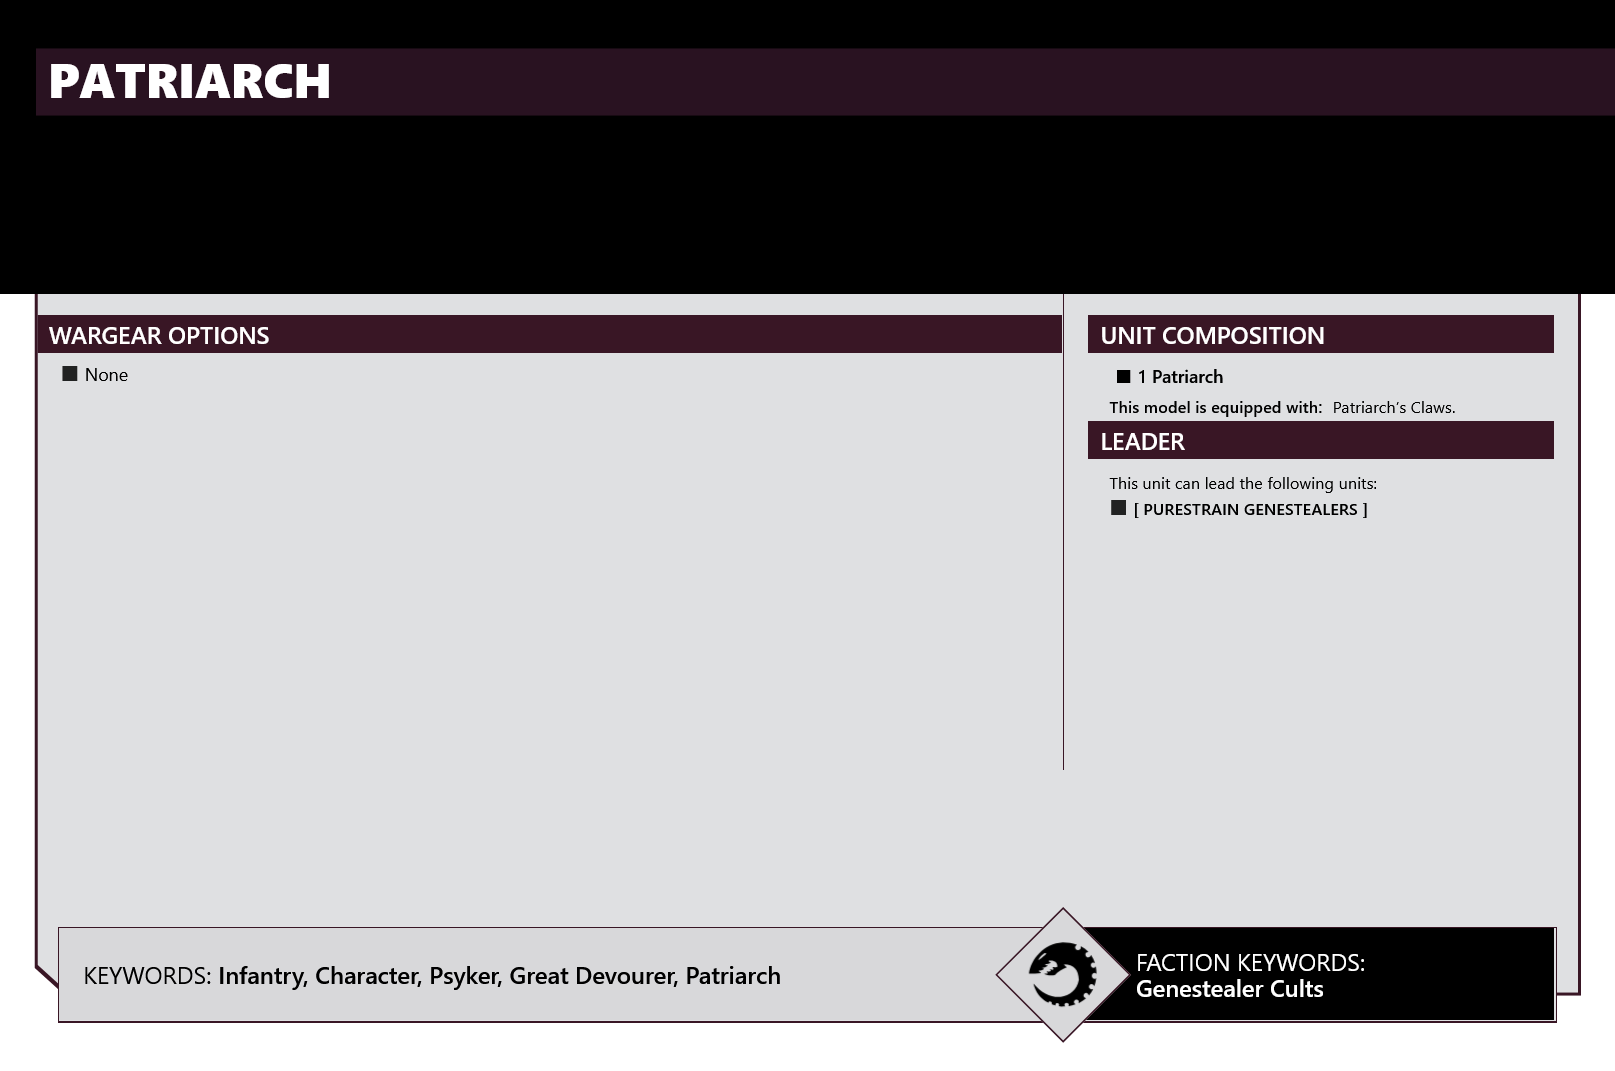 PATRIARCH
WARGEAR OPTIONS
■ None
UNIT COMPOSITION
■ 1 Patriarch
This model is equipped with: Patriarch's Claws.
LEADER
This unit can lead the following units:
■ [ PURESTRAIN GENESTEALERS ]
KEYWORDS: Infantry, Character, Psyker, Great Devourer, Patriarch
FACTION KEYWORDS:
Genestealer Cults